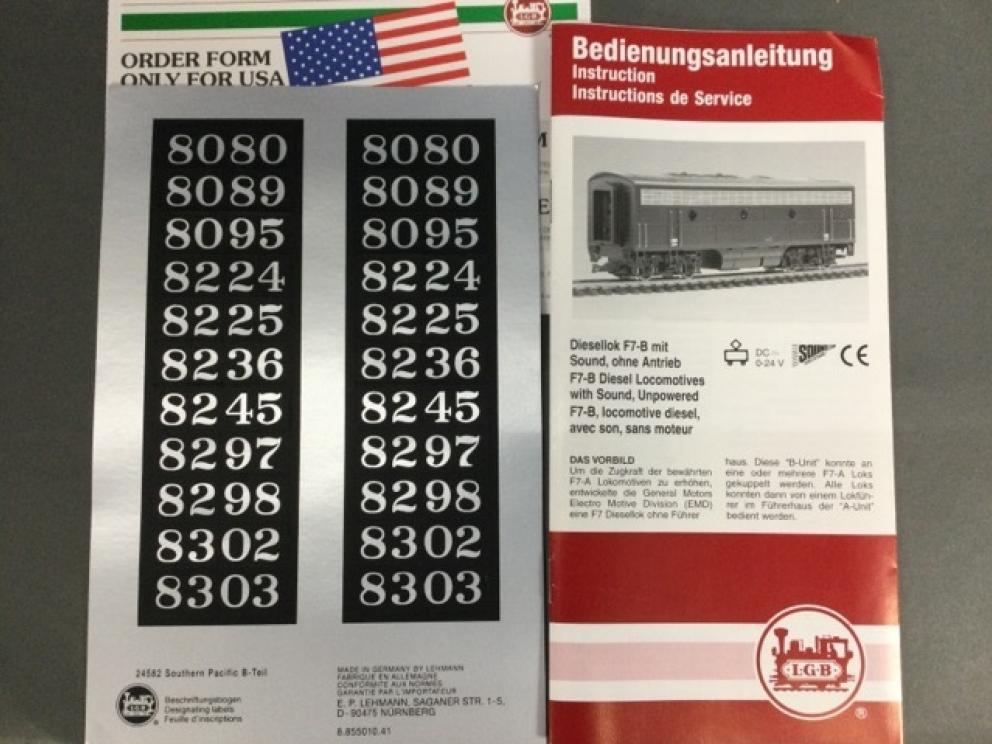 ORDER FORM
ONLY FOR USA
LGB
8080
8089
8095
8224
8225
8236
8245
8297
8298
8302
8303
8080
8089
8095
8224
8225
8236
8245
8297
8298
8302
8303
24582 Southern Pacific B-Teil
LGB
®
Beschriftungsbogen
Designating labels
Feuille d'inscriptions
MADE IN GERMANY BY LEHMANN
FABRIQUE EN ALLEMAGNE
CONFORMITE AUX NORMES
GARANTIE PAR L'IMPORTATEUR
E. P. LEHMANN, SAGANER STR. 1-5,
D-90475 NÜRNBERG
8.855010.41
Bedienungsanleitung
Instruction
Instructions de Service
Diesellok F7-B mit
Sound, ohne Antrieb
F7-B Diesel Locomotives
with Sound, Unpowered
F7-B, locomotive diesel,
avec son, sans moteur
DC
0-24 V
SOUND
CE
DAS VORBILD
Um die Zugkraft der bewährten
F7-A Lokomotiven zu erhöhen,
entwickelte die General Motors
Electro Motive Division (EMD)
eine F7 Diesellok ohne Führer
haus. Diese "B-Unit" konnte an
eine oder mehrere F7-A Loks
gekuppelt werden. Alle Loks
konnten dann von einem Lokfüh-
rer im Führerhaus der "A-Unit"
bedient werden.
LGB
®